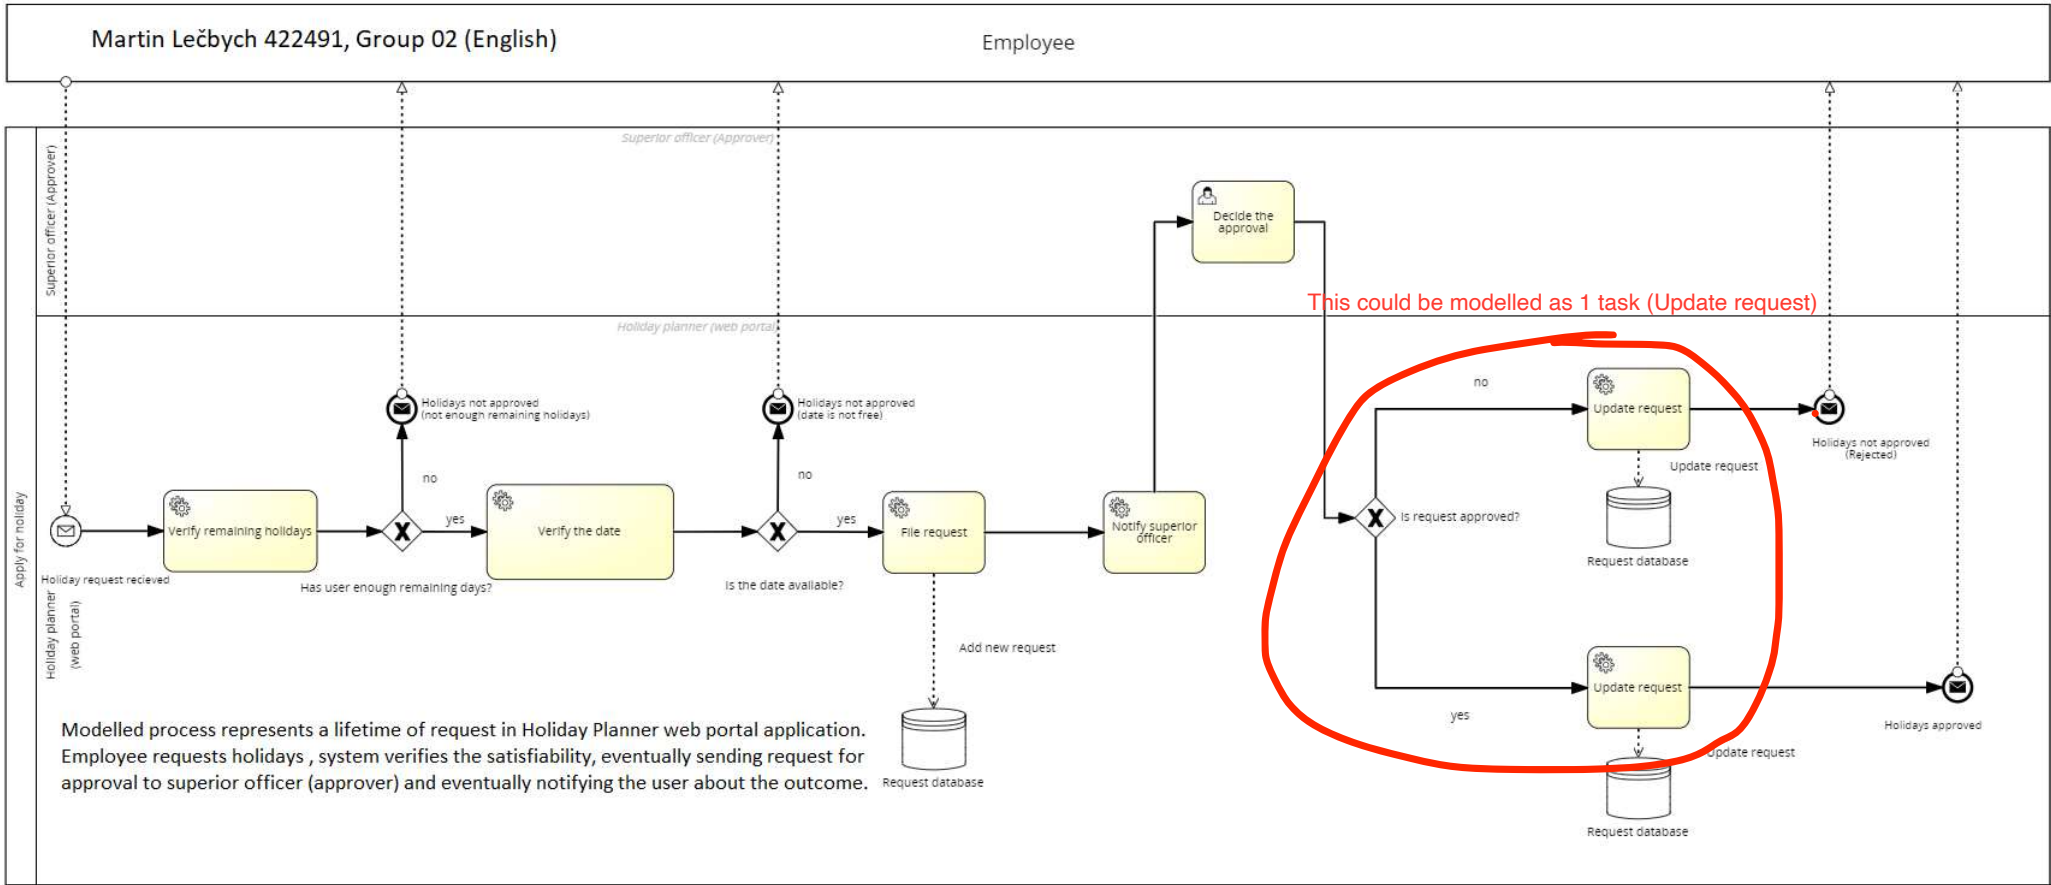 Martin Lečbych 422491, Group 02 (English)
Employee
Superior officer (Approver)
Superior officer (Approver)
Decide the
approval
This could be modelled as 1 task (Update request)
Holiday planner (web portal)
Apply for holiday
Holiday planner
(web portal)
Holiday request recieved
Verify remaining holidays
Has user enough remaining days?
no
yes
Holidays not approved
(not enough remaining holidays)
Verify the date
Is the date available?
no
yes
Holidays not approved
(date is not free)
File request
Add new request
Request database
Notify superior
officer
Is request approved?
no
Update request
Update request
Request database
Holidays not approved
(Rejected)
yes
Update request
Update request
Request database
Holidays approved
Modelled process represents a lifetime of request in Holiday Planner web portal application.
Employee requests holidays , system verifies the satisfiability, eventually sending request for
approval to superior officer (approver) and eventually notifying the user about the outcome.